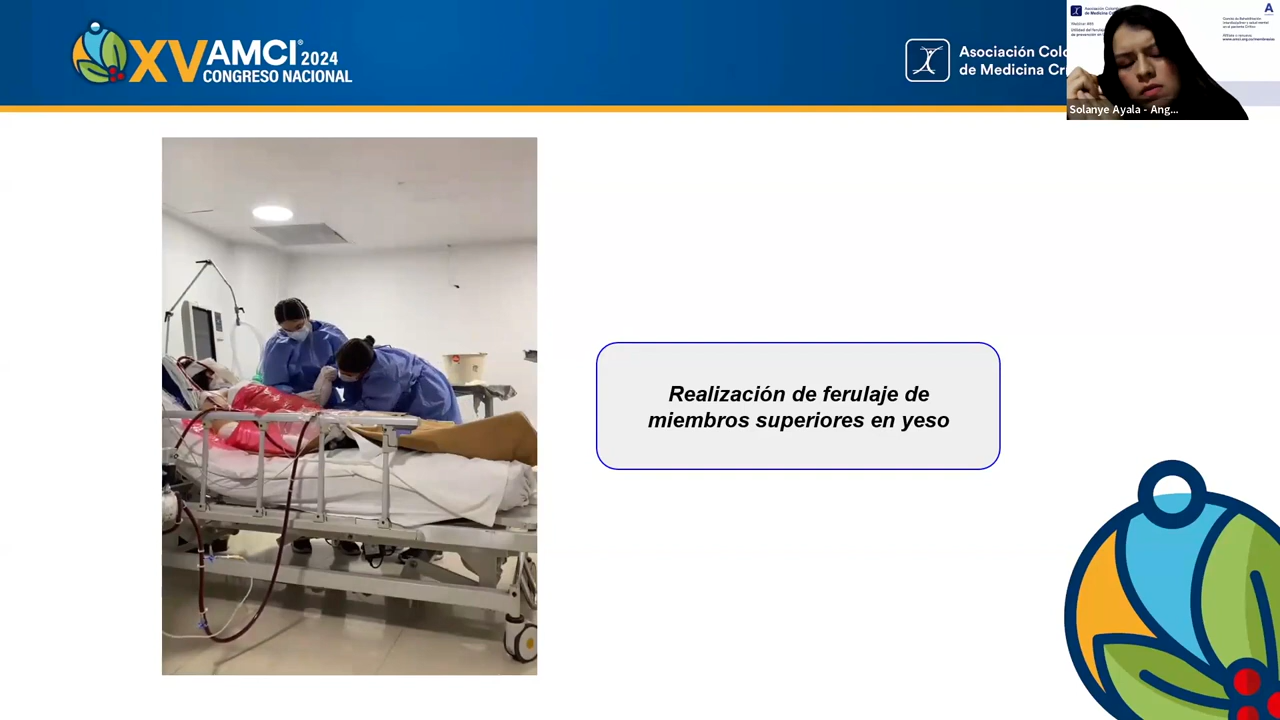 XV AMCI® 2024
CONGRESO NACIONAL
Asociación Colo
de Medicina Cr
Solanye Ayala - Ang...
Realización de ferulaje de
miembros superiores en yeso